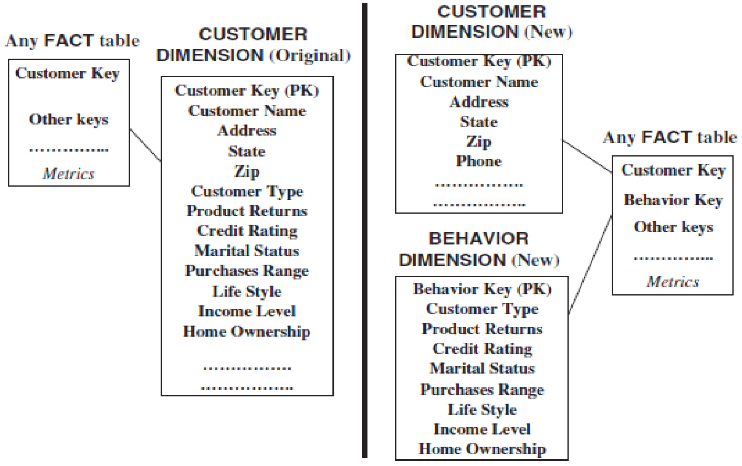 Any FACT table
Customer Key
Other keys
…………...
Metrics
CUSTOMER
DIMENSION (Original)
Customer Key (PK)
Customer Name
Address
State
Zip
Customer Type
Product Returns
Credit Rating
Marital Status
Purchases Range
Life Style
Income Level
Home Ownership
…………….
……………..
CUSTOMER
DIMENSION (New)
Customer Key (PK)
Customer Name
Address
State
Zip
Phone
…………….
……………..
BEHAVIOR
DIMENSION (New)
Behavior Key (PK)
Customer Type
Product Returns
Credit Rating
Marital Status
Purchases Range
Life Style
Income Level
Home Ownership
Any FACT table
Customer Key
Behavior Key
Other keys
…………...
Metrics